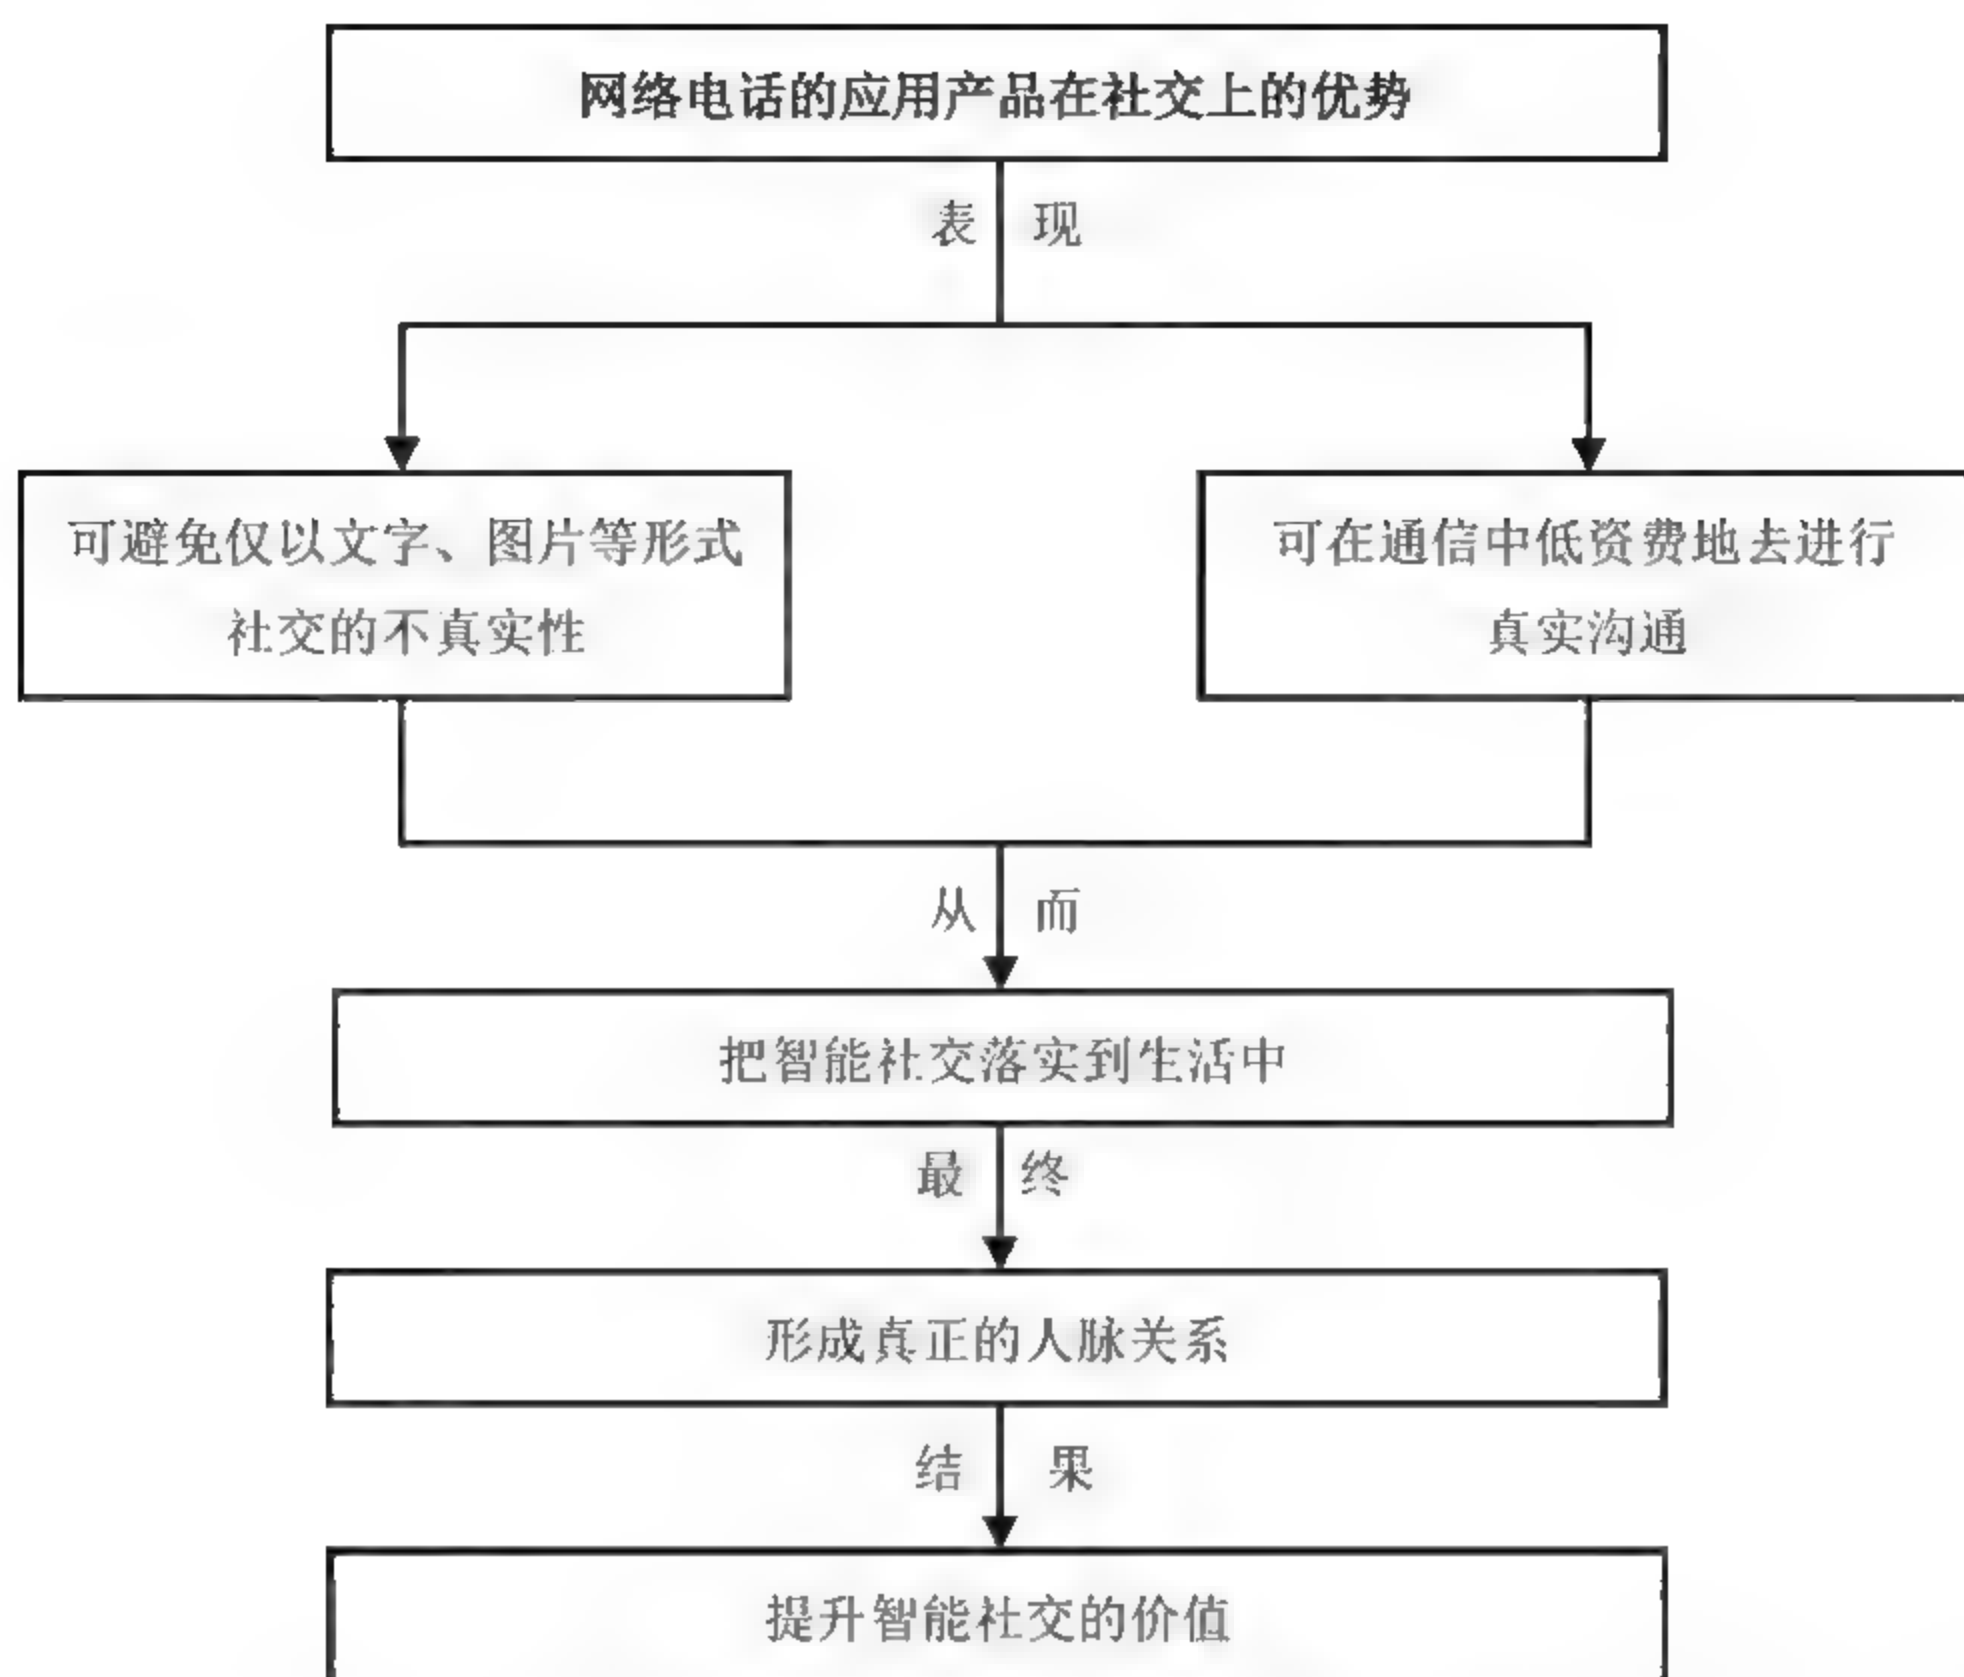 网络电话的应用产品在社交上的优势
表 现
可避免仅以文字、图片等形式
社交的不真实性
可在通信中低资费地去进行
真实沟通
从 而
把智能社交落实到生活中
最 终
形成真正的人脉关系
结 果
提升智能社交的价值